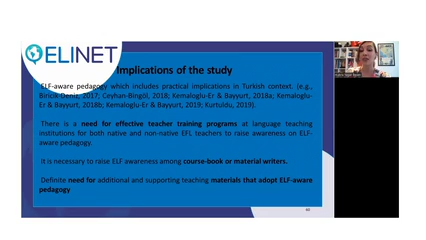 ELINET
Implications of the study
ELF-aware pedagogy which includes practical implications in Turkish context. (e.g.,
Biricik-Deniz, 2017; Ceyhan-Bingöl, 2018; Kemaloglu-Er & Bayyurt, 2018a; Kemaloglu-
Er & Bayyurt, 2018b; Kemaloglu-Er & Bayyurt, 2019; Kurtuldu, 2019).
There is a need for effective teacher training programs at language teaching
institutions for both native and non-native EFL teachers to raise awareness on ELF-
aware pedagogy.
It is necessary to raise ELF awareness among course-book or material writers.
Definite need for additional and supporting teaching materials that adopt ELF-aware
pedagogy